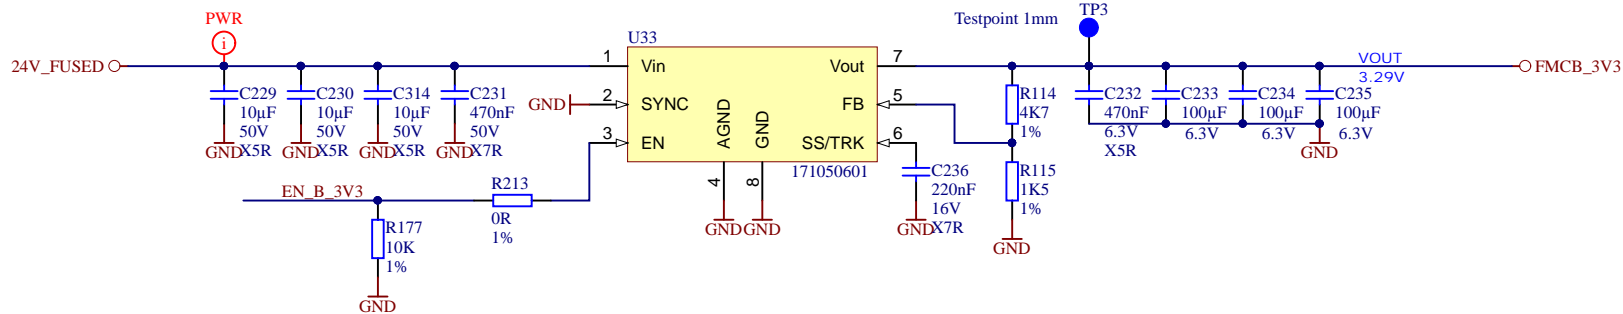 PWR
i
24V_FUSED
C229
10µF
50V
X5R
GND
C230
10µF
50V
X5R
GND
C314
10µF
50V
X5R
GND
C231
470nF
50V
X7R
GND
U33
1
Vin
2
SYNC
GND
3
EN
AGND
4
GND
GND
8
GND
Vout
7
FB
5
SS/TRK
6
171050601
EN_B_3V3
R213
0R
1%
R177
10K
1%
GND
C236
220nF
16V
X7R
GND
R114
4K7
1%
R115
1K5
1%
GND
Testpoint 1mm
TP3
C232
470nF
6.3V
X5R
C233
100µF
6.3V
C234
100µF
6.3V
C235
100µF
6.3V
GND
VOUT
3.29V
FMCB_3V3